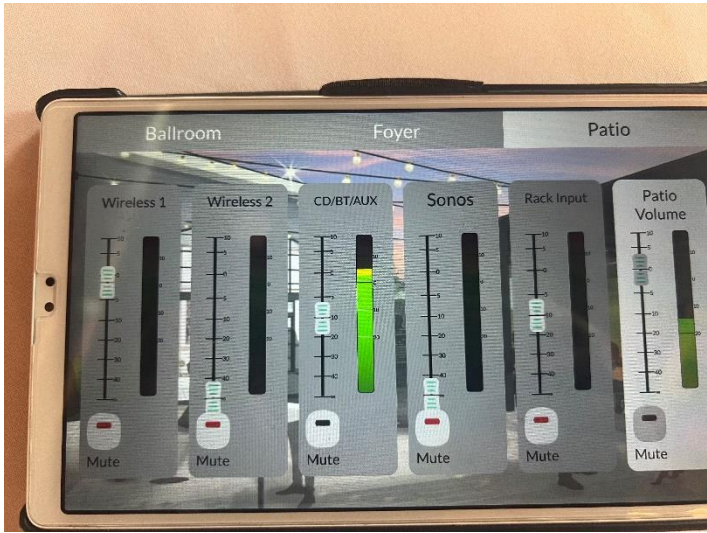 Ballroom
Foyer
Patio
Wireless 1
Wireless 2
CD/BT/AUX
Sonos
Rack Input
Patio
Volume
Mute
Mute
Mute
Mute
Mute
Mute